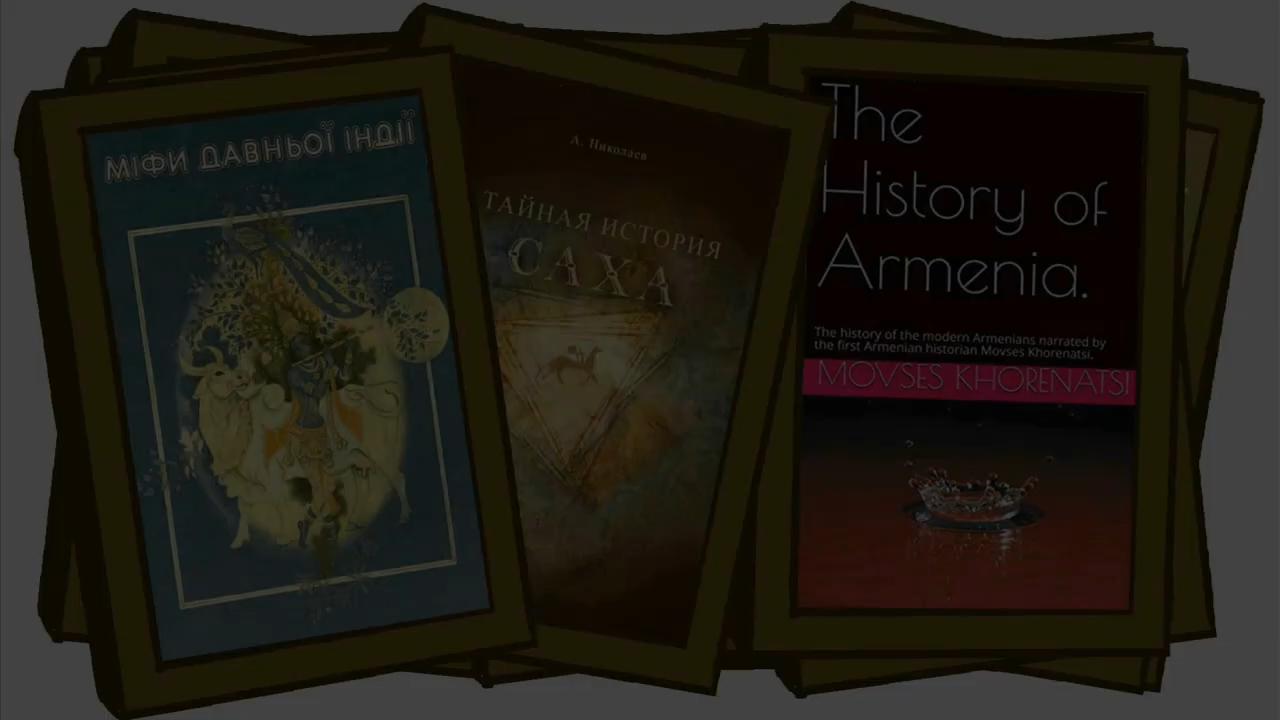 МІФИ ДАВНЬОЇ ІНДІЇ
А. Николаев
ТАЙНАЯ ИСТОРИЯ
САХА
The
History of
Armenia.
The history of the modern Armenians narrated by
the first Armenian historian Movses Khorenatsi.
MOVSES KHORENATSI